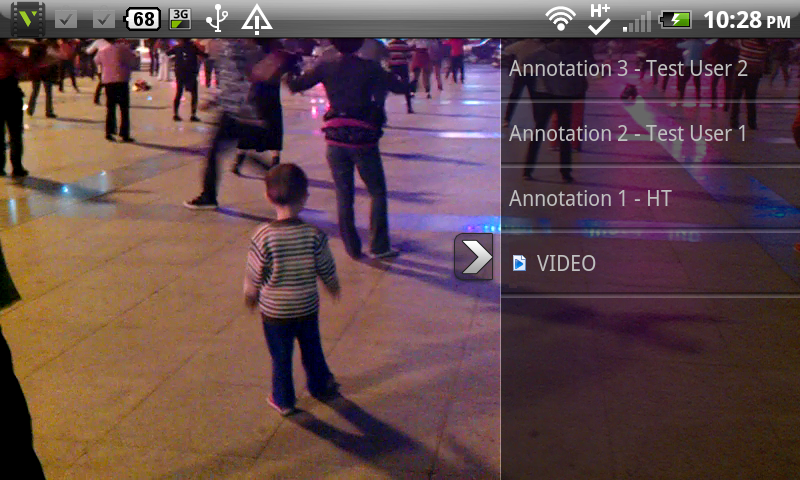 68
3G
H+
10:28 PM
Annotation 3 - Test User 2
Annotation 2 - Test User 1
Annotation 1 - HT
VIDEO